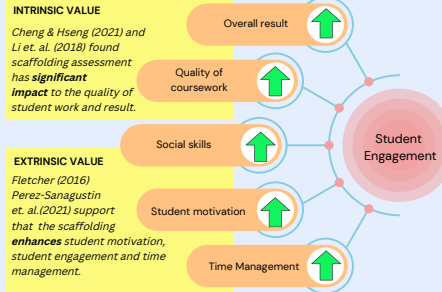 INTRINSIC VALUE
Cheng & Hseng (2021) and
Li et. al. (2018) found
scaffolding assessment
has significant
impact to the quality of
student work and result.
EXTRINSIC VALUE
Fletcher (2016)
Perez-Sanagustin
et. al.(2021) support
that the scaffolding
enhances student motivation,
student engagement and time
management.
Overall result
Quality of
coursework
Social skills
Student motivation
Time Management
Student
Engagement